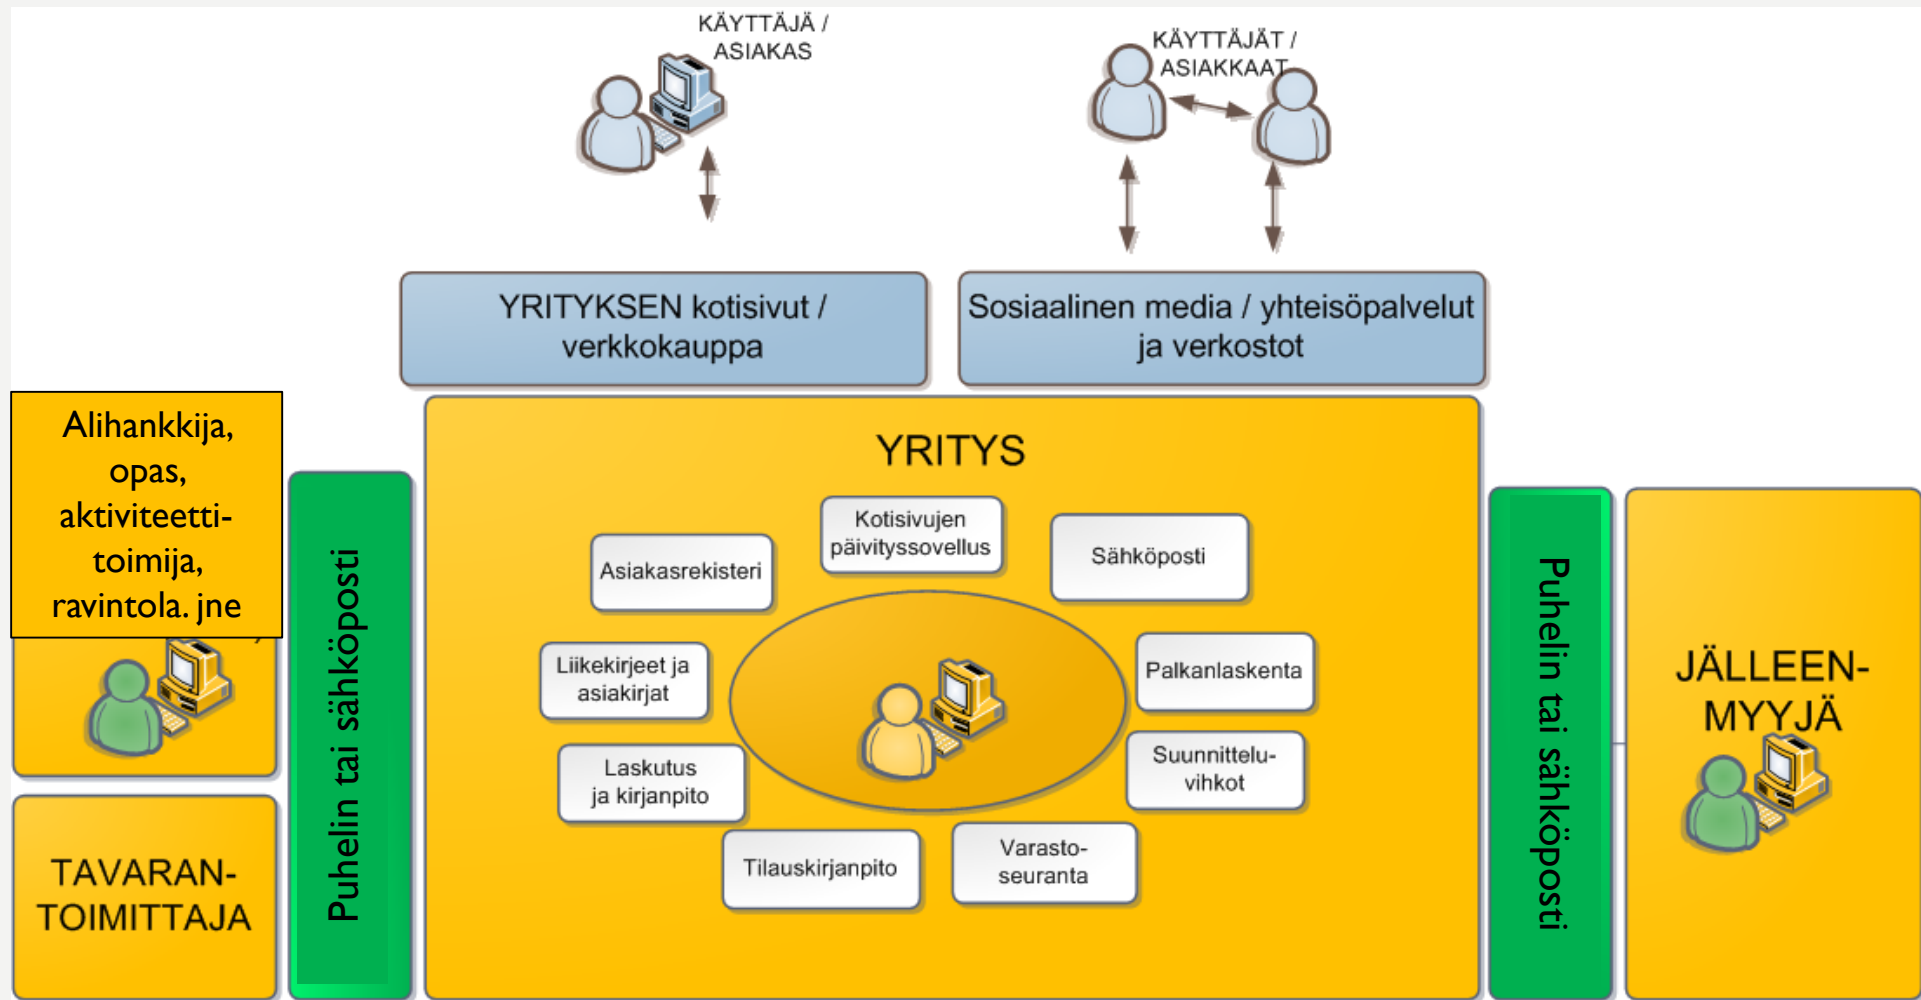 KÄYTTÄJÄ /
ASIAKAS
KÄYTTÄJÄT /
ASIAKKAAT
YRITYKSEN kotisivut /
verkkokauppa
Sosiaalinen media / yhteisöpalvelut
ja verkostot
Alihankkija,
opas,
aktiviteetti-
toimija,
ravintola. jne
TAVARAN-
TOIMITTAJA
Puhelin tai sähköposti
YRITYS
Kotisivujen
päivityssovellus
Asiakasrekisteri
Sähköposti
Liikekirjeet ja
asiakirjat
Palkanlaskenta
Laskutus
ja kirjanpito
Suunnittelu-
vihkot
Tilauskirjanpito
Varasto-
seuranta
Puhelin tai sähköposti
JÄLLEEN-
MYYJÄ